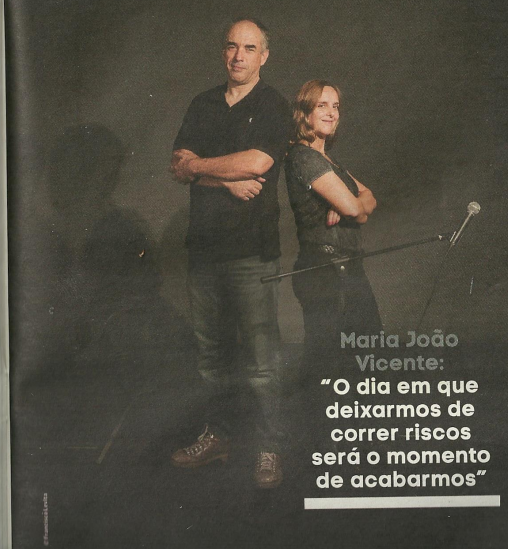 Maria João
Vicente:
“O dia em que
deixarmos de
correr riscos
será o momento
de acabarmos”